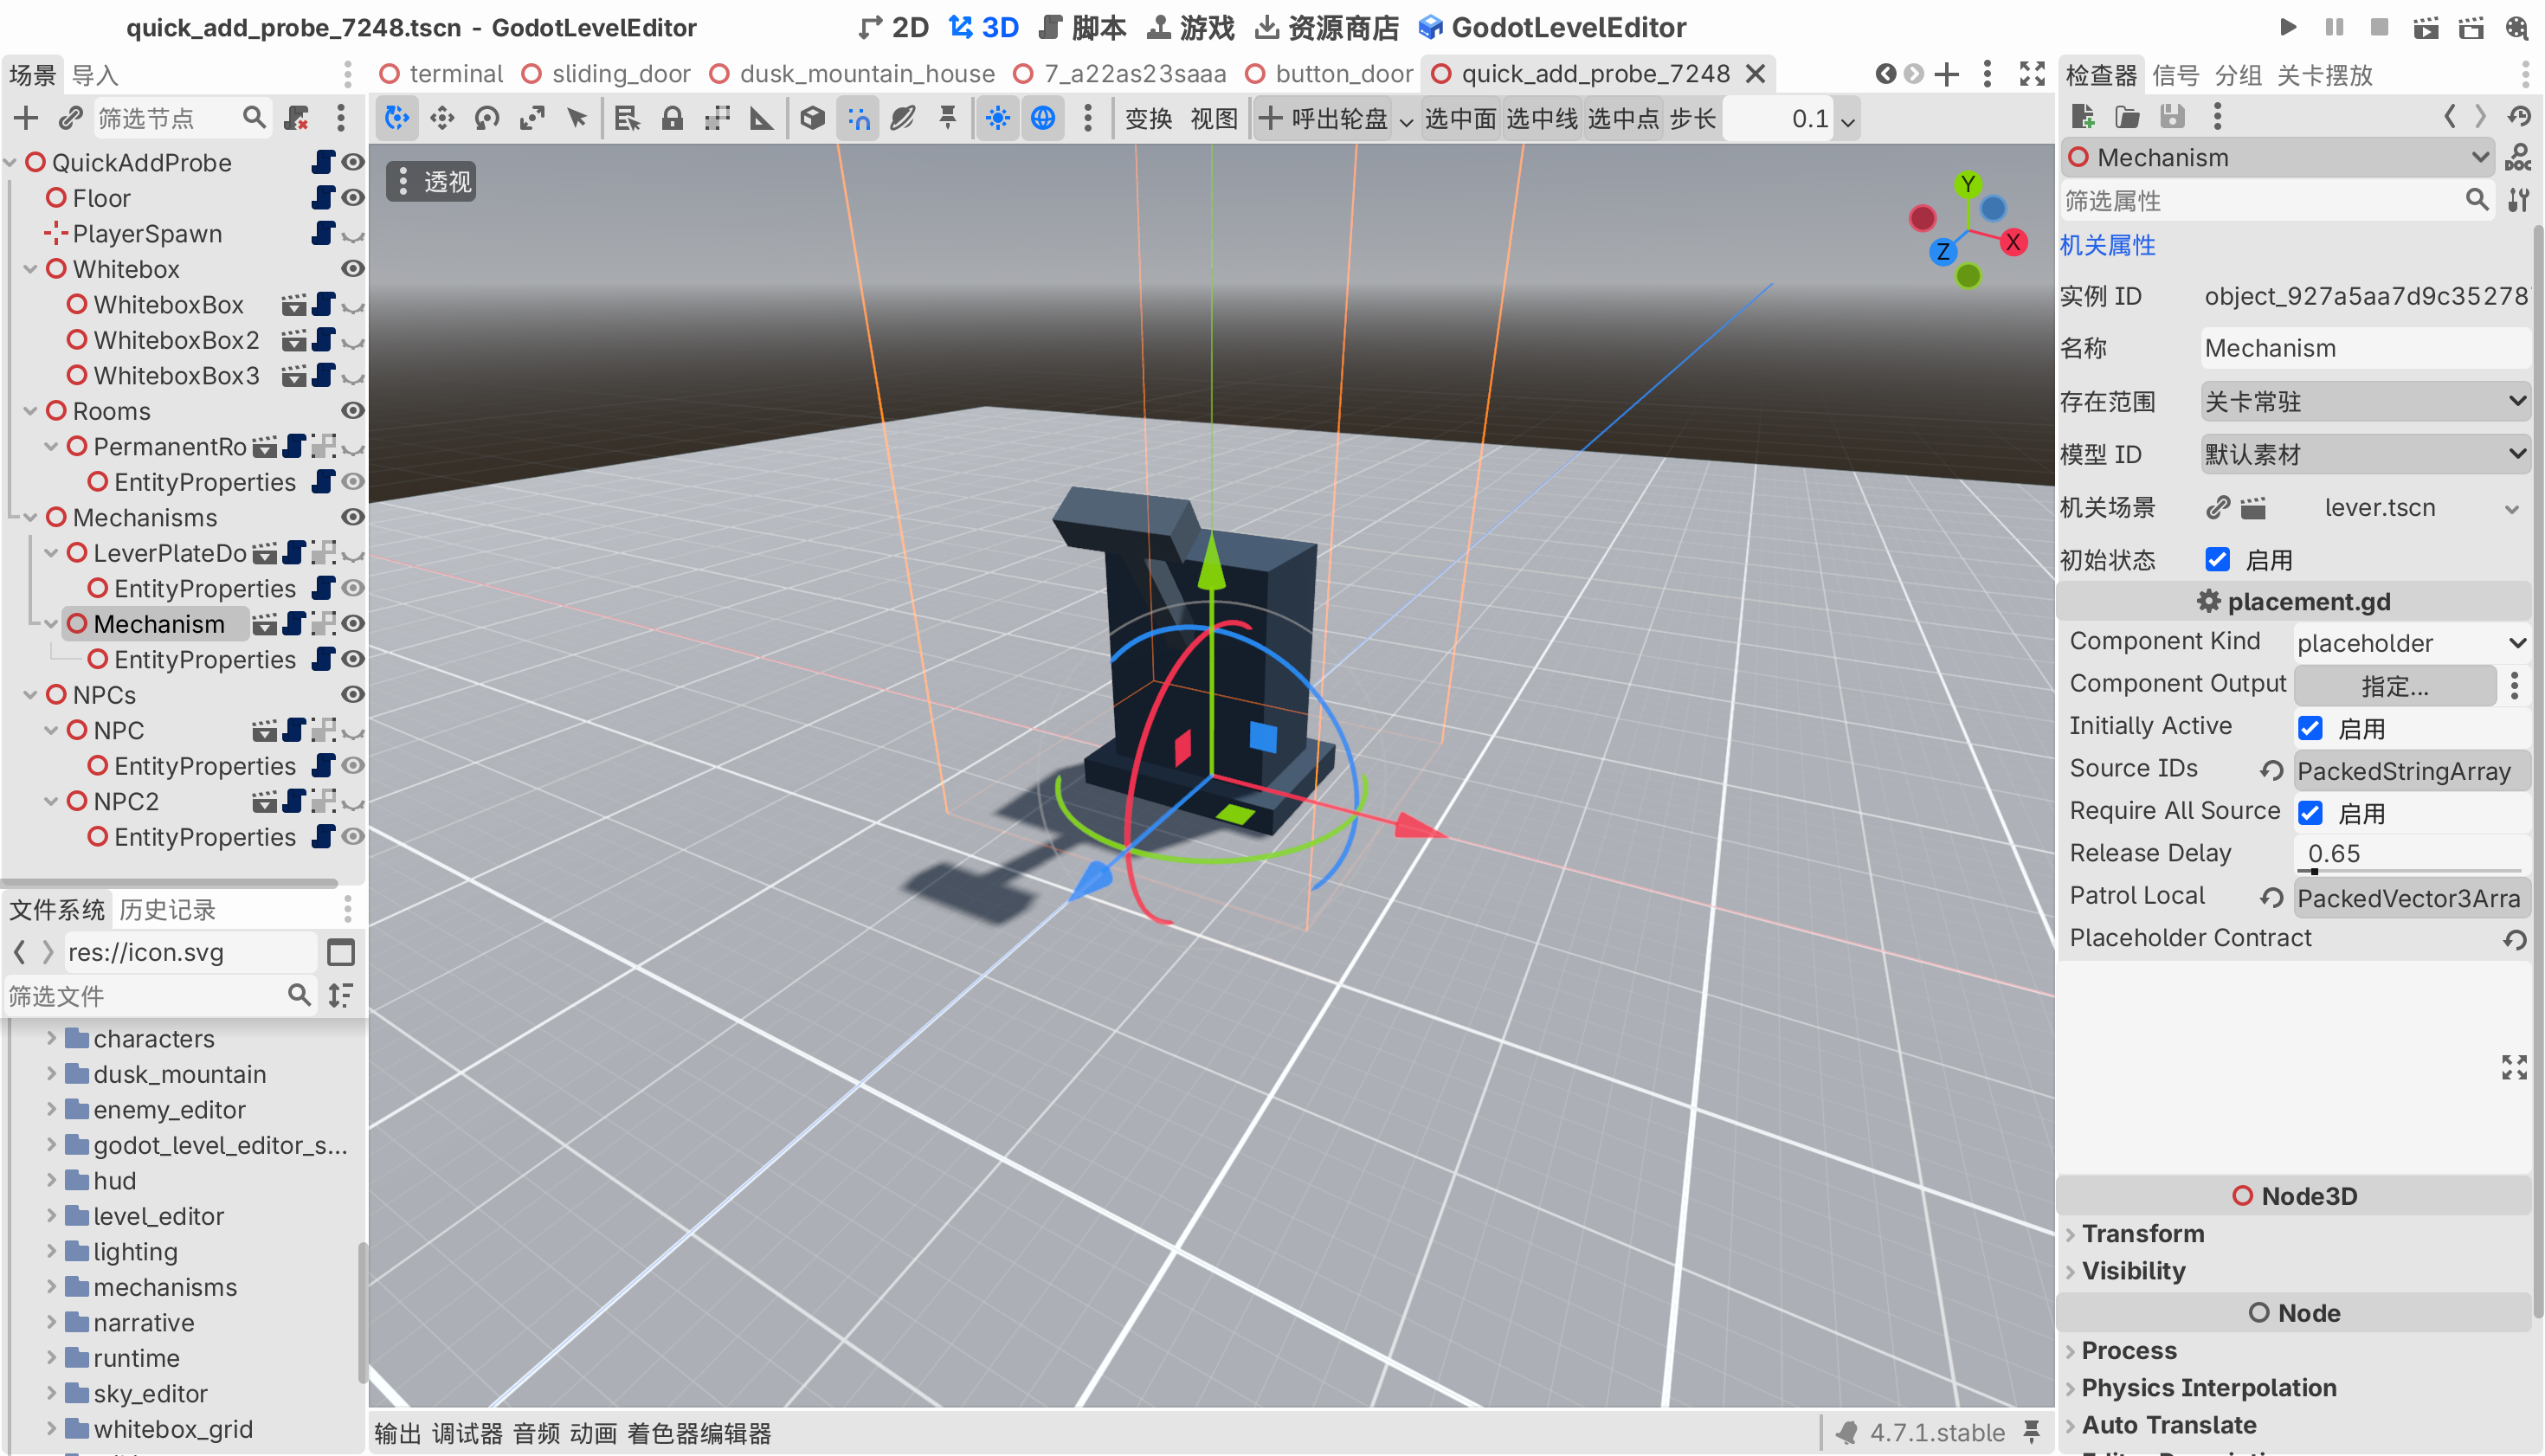 quick_add_probe_7248.tscn - GodotLevelEditor
2D 3D 脚本 游戏 资源商店 GodotLevelEditor
场景 导入
筛选节点
QuickAddProbe
Floor
PlayerSpawn
Whitebox
WhiteboxBox
WhiteboxBox2
WhiteboxBox3
Rooms
PermanentRo
EntityProperties
Mechanisms
LeverPlateDo
EntityProperties
Mechanism
EntityProperties
NPCs
NPC
EntityProperties
NPC2
EntityProperties
文件系统 历史记录
res://icon.svg
筛选文件
characters
dusk_mountain
enemy_editor
godot_level_editor_s...
hud
level_editor
lighting
mechanisms
narrative
runtime
sky_editor
whitebox_grid
terminal sliding_door dusk_mountain_house 7_a22as23saaa button_door quick_add_probe_7248
变换 视图 呼出轮盘 选中面 选中线 选中点 步长 0.1
透视
Y
X
Z
输出 调试器 音频 动画 着色器编辑器
4.7.1.stable
检查器 信号 分组 关卡摆放
Mechanism
DOC
筛选属性
机关属性
实例 ID object_927a5aa7d9c35278
名称 Mechanism
存在范围 关卡常驻
模型 ID 默认素材
机关场景 lever.tscn
初始状态 启用
placement.gd
Component Kind placeholder
Component Output 指定...
Initially Active 启用
Source IDs PackedStringArray
Require All Source 启用
Release Delay 0.65
Patrol Local PackedVector3Arra
Placeholder Contract
Node3D
Transform
Visibility
Node
Process
Physics Interpolation
Auto Translate